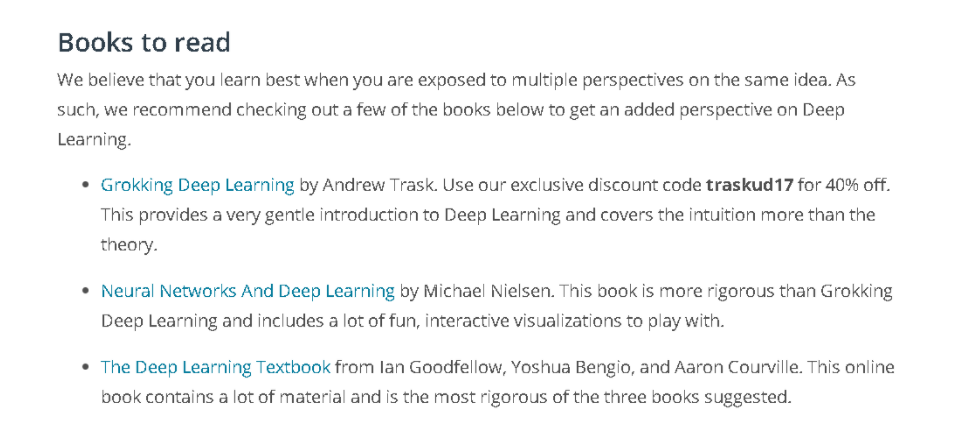 Books to read
We believe that you learn best when you are exposed to multiple perspectives on the same idea. As
such, we recommend checking out a few of the books below to get an added perspective on Deep
Learning.
• Grokking Deep Learning by Andrew Trask. Use our exclusive discount code traskud17 for 40% off.
This provides a very gentle introduction to Deep Learning and covers the intuition more than the
theory.
• Neural Networks And Deep Learning by Michael Nielsen. This book is more rigorous than Grokking
Deep Learning and includes a lot of fun, interactive visualizations to play with.
• The Deep Learning Textbook from Ian Goodfellow, Yoshua Bengio, and Aaron Courville. This online
book contains a lot of material and is the most rigorous of the three books suggested.